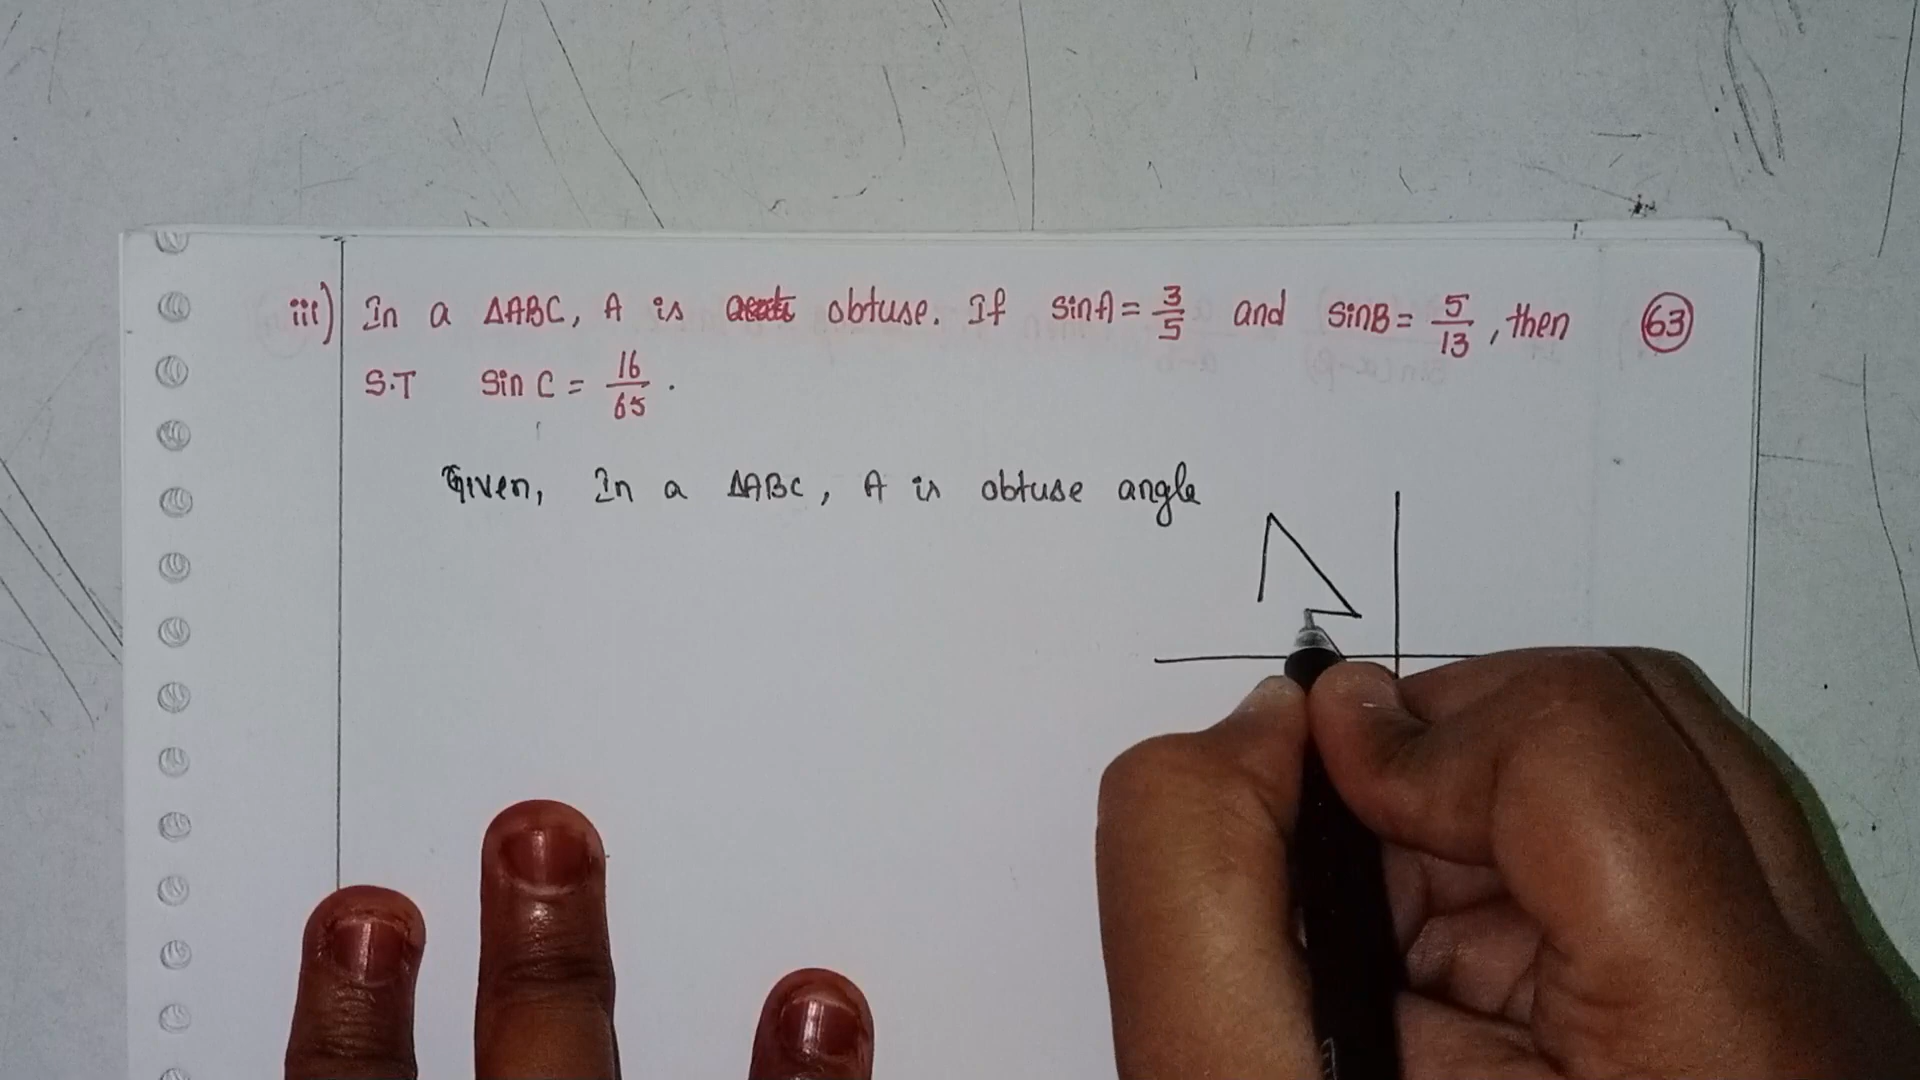 iii) In a ΔABC, A is obtuse. If sinA = 3/5 and sinB = 5/13, then 63
S.T Sin C = 16/65.
Given, In a ΔABC, A is obtuse angle